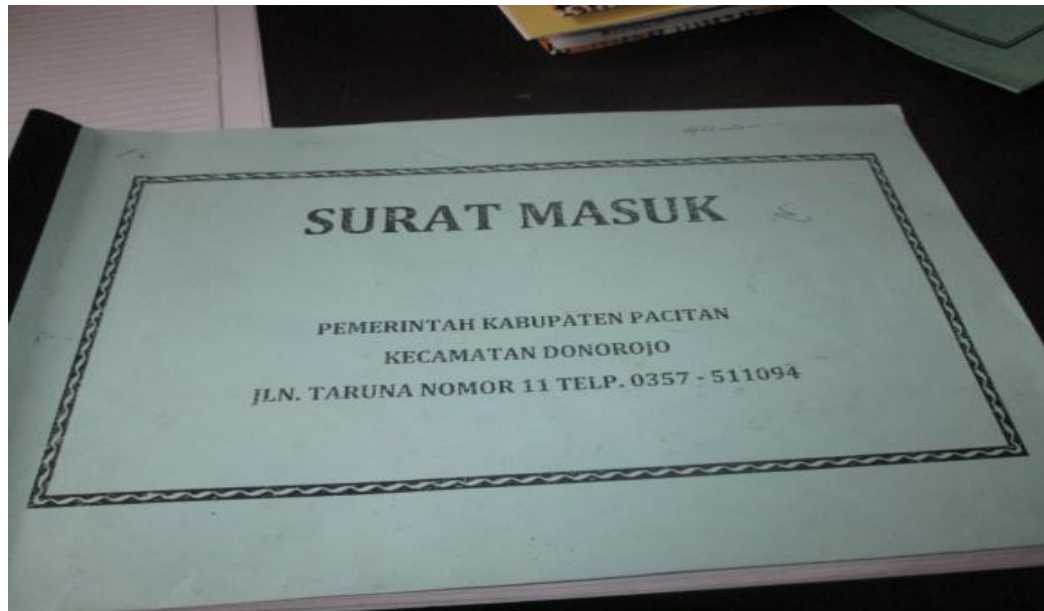 SURAT MASUK
PEMERINTAH KABUPATEN PACITAN
KECAMATAN DONOROJO
JLN. TARUNA NOMOR 11 TELP. 0357 - 511094